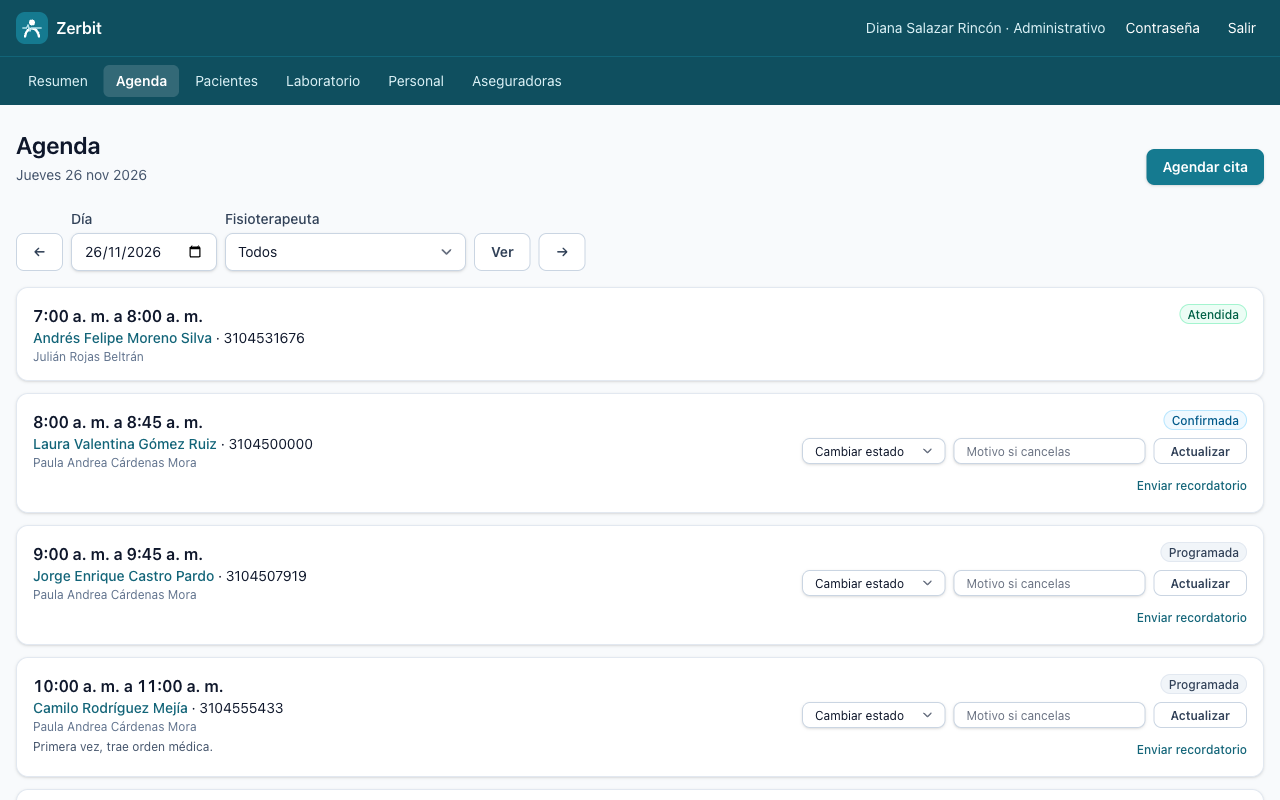 Zerbit
Diana Salazar Rincón · Administrativo
Contraseña
Salir
Resumen
Agenda
Pacientes
Laboratorio
Personal
Aseguradoras
Agenda
Jueves 26 nov 2026
Agendar cita
Día
Fisioterapeuta
←
26/11/2026
Todos
Ver
→
7:00 a. m. a 8:00 a. m.
Andrés Felipe Moreno Silva · 3104531676
Julián Rojas Beltrán
Atendida
8:00 a. m. a 8:45 a. m.
Laura Valentina Gómez Ruiz · 3104500000
Paula Andrea Cárdenas Mora
Confirmada
Cambiar estado
Motivo si cancelas
Actualizar
Enviar recordatorio
9:00 a. m. a 9:45 a. m.
Jorge Enrique Castro Pardo · 3104507919
Paula Andrea Cárdenas Mora
Programada
Cambiar estado
Motivo si cancelas
Actualizar
Enviar recordatorio
10:00 a. m. a 11:00 a. m.
Camilo Rodríguez Mejía · 3104555433
Paula Andrea Cárdenas Mora
Primera vez, trae orden médica.
Programada
Cambiar estado
Motivo si cancelas
Actualizar
Enviar recordatorio